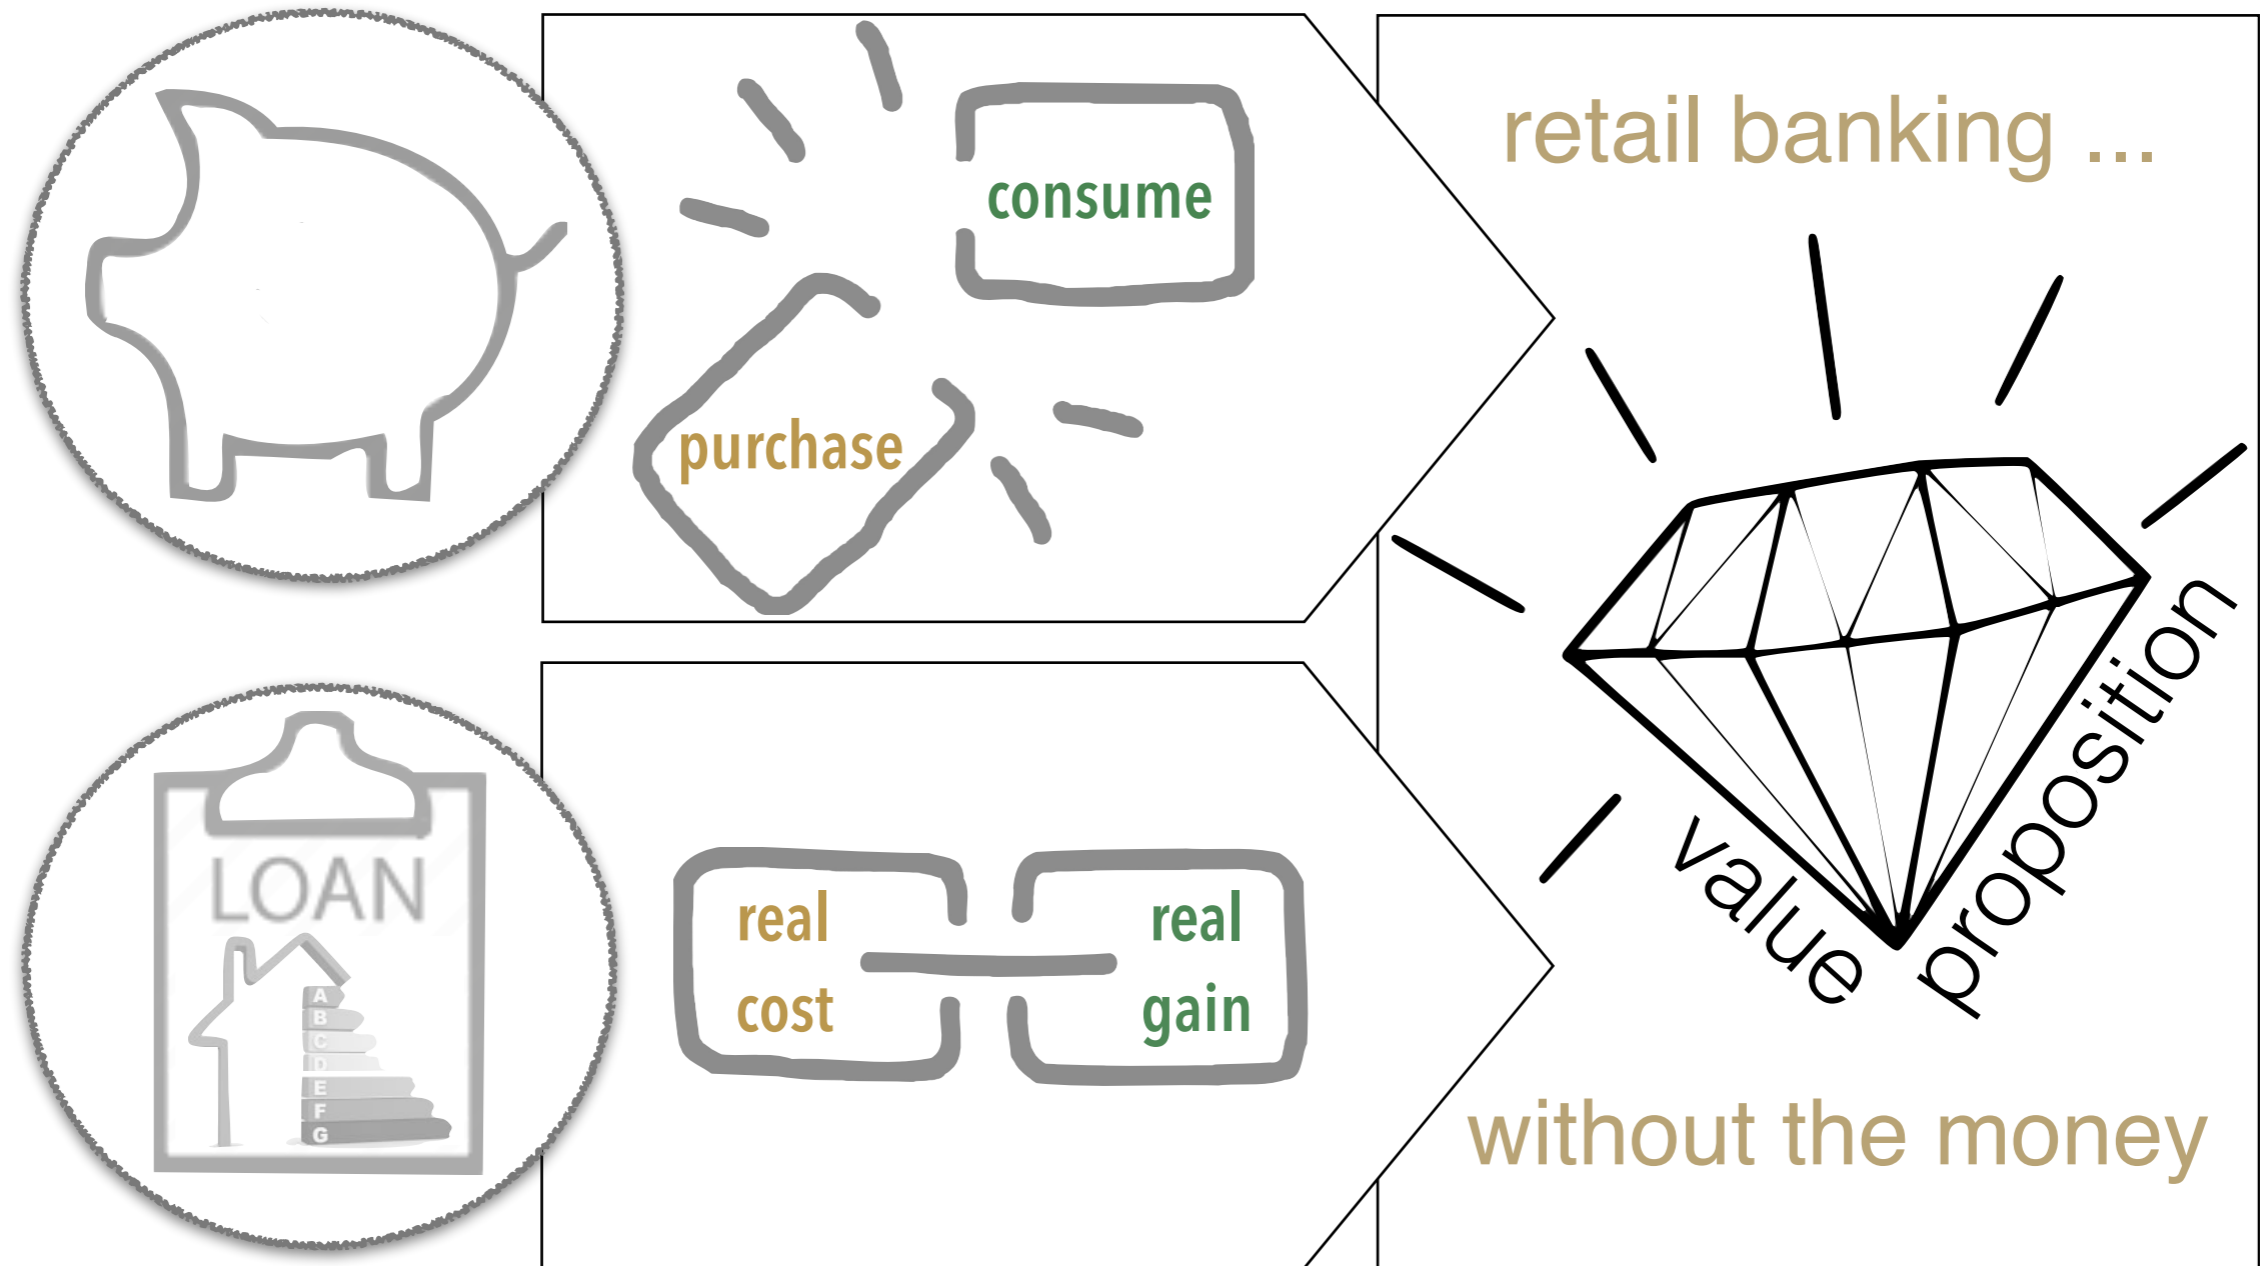 consume
purchase
LOAN
A
B
C
D
E
F
G
real
cost
real
gain
retail banking ...
value
proposition
without the money